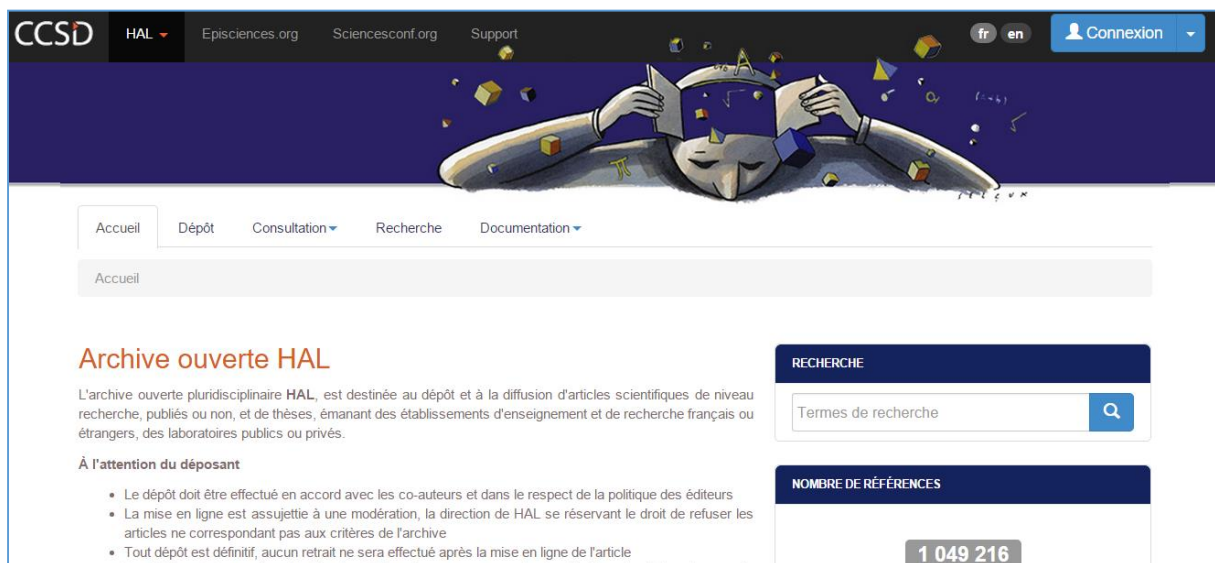 CCSD HAL Episciences.org Sciencesconf.org Support fr en Connexion
A
π
Accueil Dépôt Consultation Recherche Documentation
Accueil
Archive ouverte HAL
L'archive ouverte pluridisciplinaire HAL, est destinée au dépôt et à la diffusion d'articles scientifiques de niveau
recherche, publiés ou non, et de thèses, émanant des établissements d'enseignement et de recherche français ou
étrangers, des laboratoires publics ou privés.
À l'attention du déposant
• Le dépôt doit être effectué en accord avec les co-auteurs et dans le respect de la politique des éditeurs
• La mise en ligne est assujettie à une modération, la direction de HAL se réservant le droit de refuser les
articles ne correspondant pas aux critères de l'archive
• Tout dépôt est définitif, aucun retrait ne sera effectué après la mise en ligne de l'article
RECHERCHE
Termes de recherche
NOMBRE DE RÉFÉRENCES
1 049 216